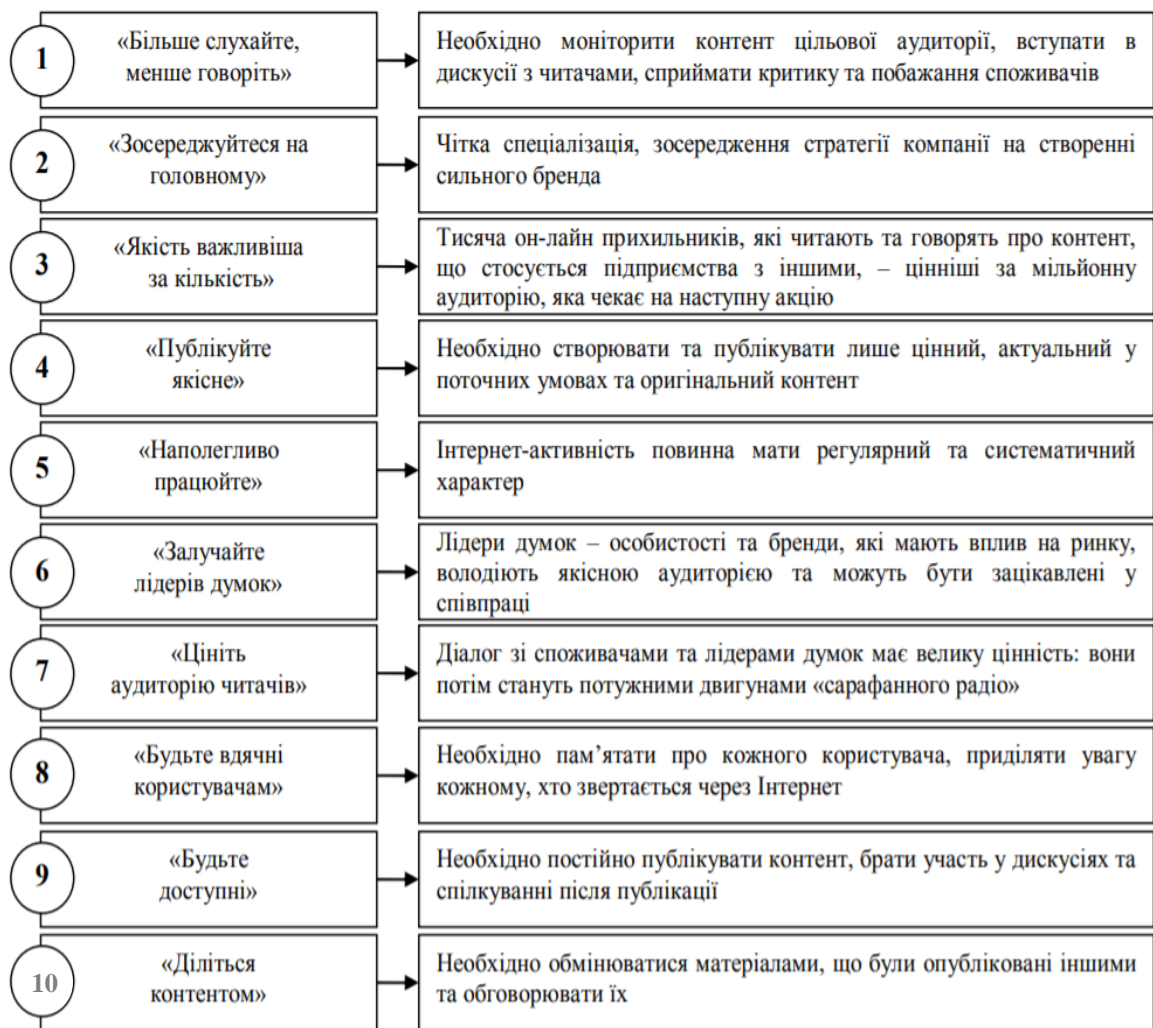 1
«Більше слухайте,
менше говоріть»
Необхідно моніторити контент цільової аудиторії, вступати в
дискусії з читачами, сприймати критику та побажання споживачів
2
«Зосереджуйтеся на
головному»
Чітка спеціалізація, зосередження стратегії компанії на створенні
сильного бренда
3
«Якість важливіша
за кількість»
Тисяча он-лайн прихильників, які читають та говорять про контент,
що стосується підприємства з іншими, – цінніші за мільйонну
аудиторію, яка чекає на наступну акцію
4
«Публікуйте
якісне»
Необхідно створювати та публікувати лише цінний, актуальний у
поточних умовах та оригінальний контент
5
«Наполегливо
працюйте»
Інтернет-активність повинна мати регулярний та систематичний
характер
6
«Залучайте
лідерів думок»
Лідери думок – особистості та бренди, які мають вплив на ринку,
володіють якісною аудиторією та можуть бути зацікавлені у
співпраці
7
«Цініть
аудиторію читачів»
Діалог зі споживачами та лідерами думок має велику цінність: вони
потім стануть потужними двигунами «сарафанного радіо»
8
«Будьте вдячні
користувачам»
Необхідно пам’ятати про кожного користувача, приділяти увагу
кожному, хто звертається через Інтернет
9
«Будьте
доступні»
Необхідно постійно публікувати контент, брати участь у дискусіях та
спілкуванні після публікації
10
«Діліться
контентом»
Необхідно обмінюватися матеріалами, що були опубліковані іншими
та обговорювати їх